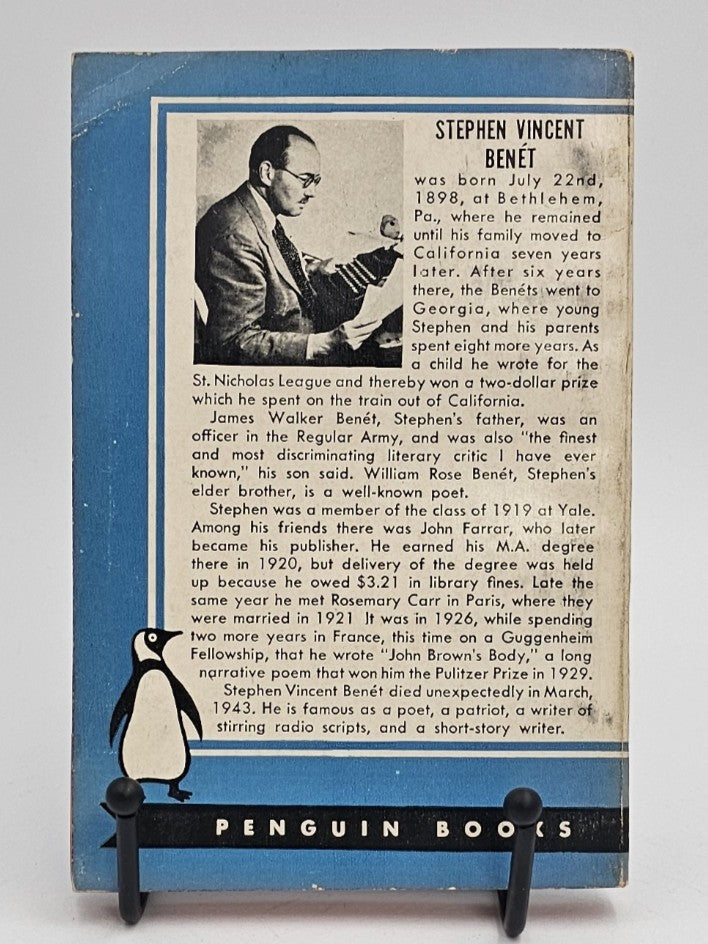 STEPHEN VINCENT
BENÉT
was born July 22nd,
1898, at Bethlehem,
Pa., where he remained
until his family moved to
California seven years
later. After six years
there, the Benéts went to
Georgia, where young
Stephen and his parents
spent eight more years. As
a child he wrote for the
St. Nicholas League and thereby won a two-dollar prize
which he spent on the train out of California.
James Walker Benét, Stephen's father, was an
officer in the Regular Army, and was also "the finest
and most discriminating literary critic I have ever
known," his son said. William Rose Benét, Stephen's
elder brother, is a well-known poet.
Stephen was a member of the class of 1919 at Yale.
Among his friends there was John Farrar, who later
became his publisher. He earned his M.A. degree
there in 1920, but delivery of the degree was held
up because he owed $3.21 in library fines. Late the
same year he met Rosemary Carr in Paris, where they
were married in 1921 It was in 1926, while spending
two more years in France, this time on a Guggenheim
Fellowship, that he wrote "John Brown's Body," a long
narrative poem that won him the Pulitzer Prize in 1929.
Stephen Vincent Benét died unexpectedly in March,
1943. He is famous as a poet, a patriot, a writer of
stirring radio scripts, and a short-story writer.
PENGUIN BOOKS